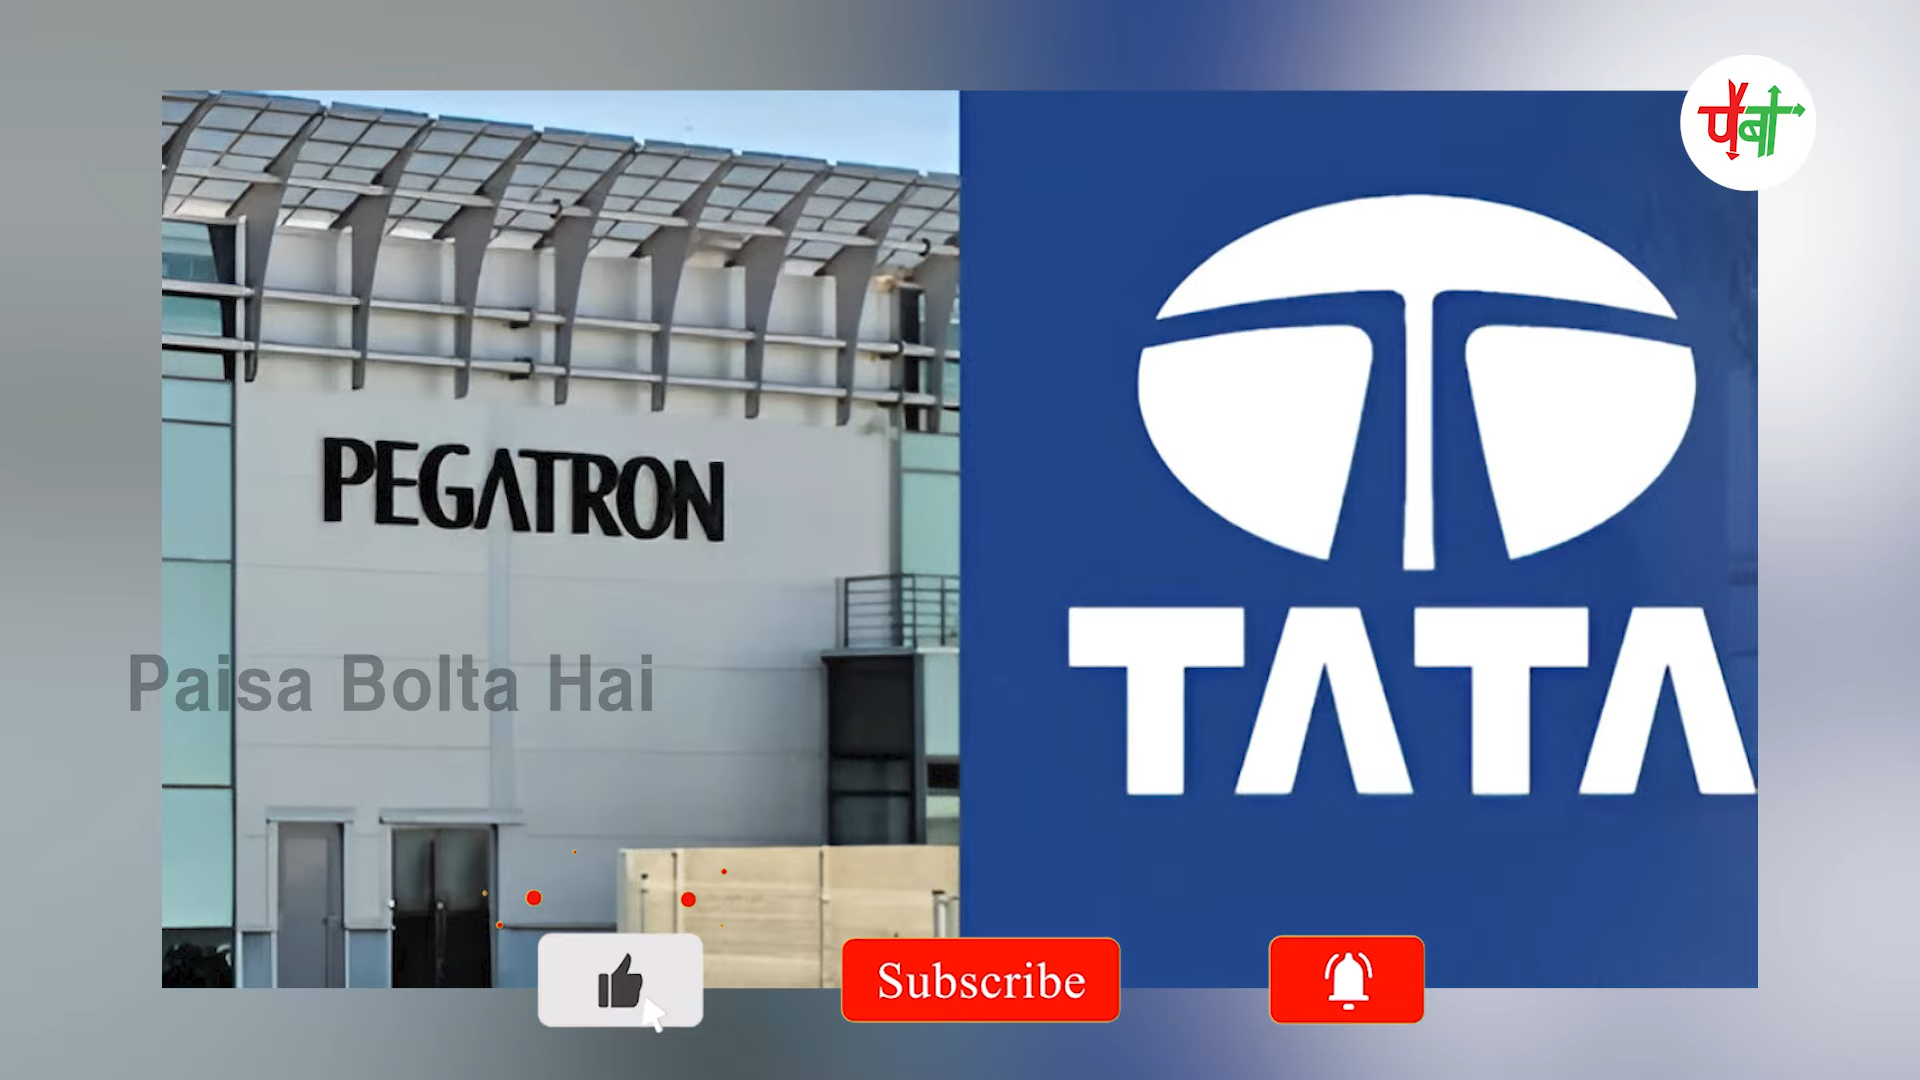 पैबो
PEGATRON
TATA
Paisa Bolta Hai
Subscribe